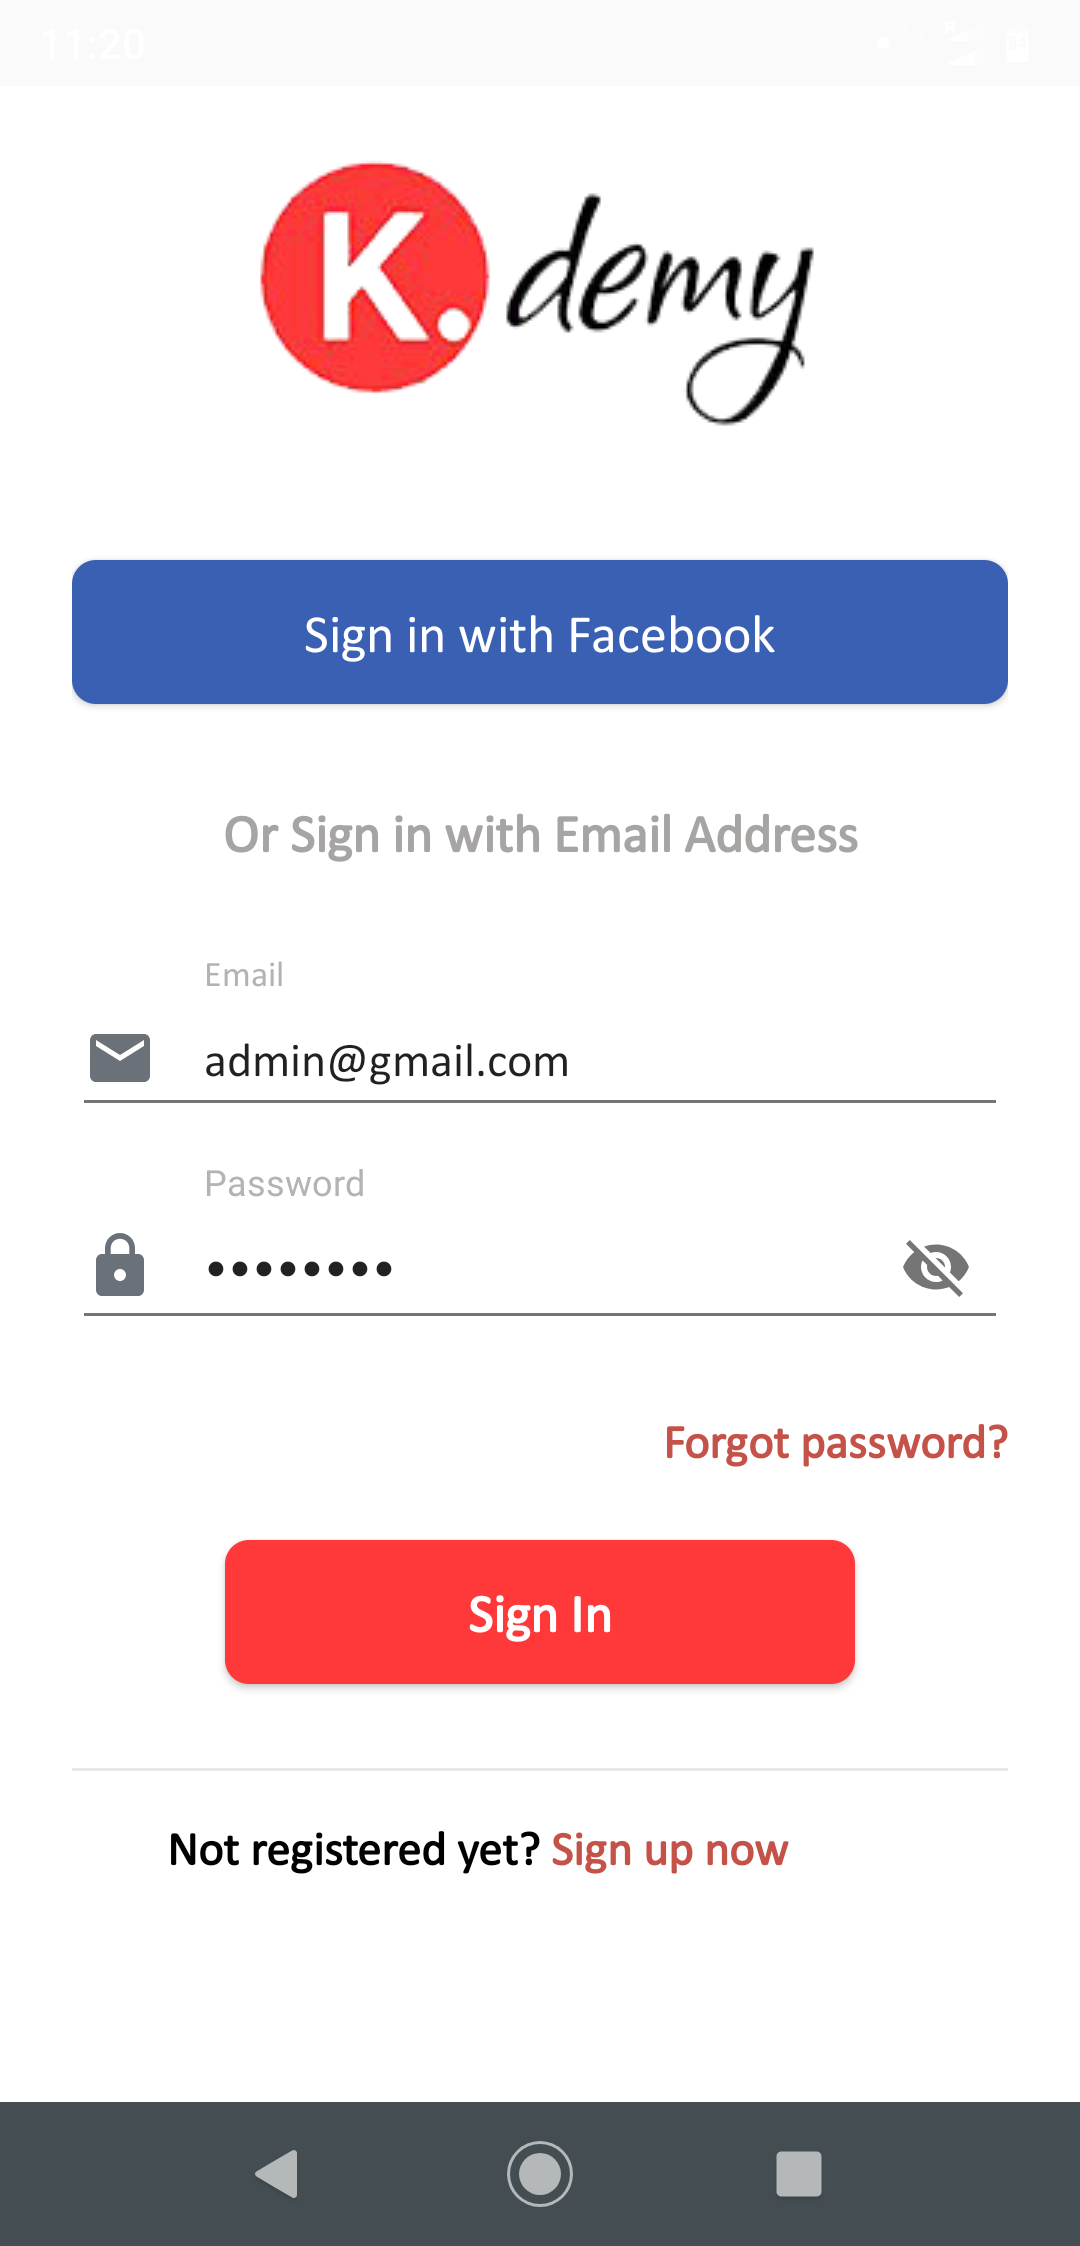 11:20
K.demy
Sign in with Facebook
Or Sign in with Email Address
Email
admin@gmail.com
Password
••••••••
Forgot password?
Sign In
Not registered yet? Sign up now